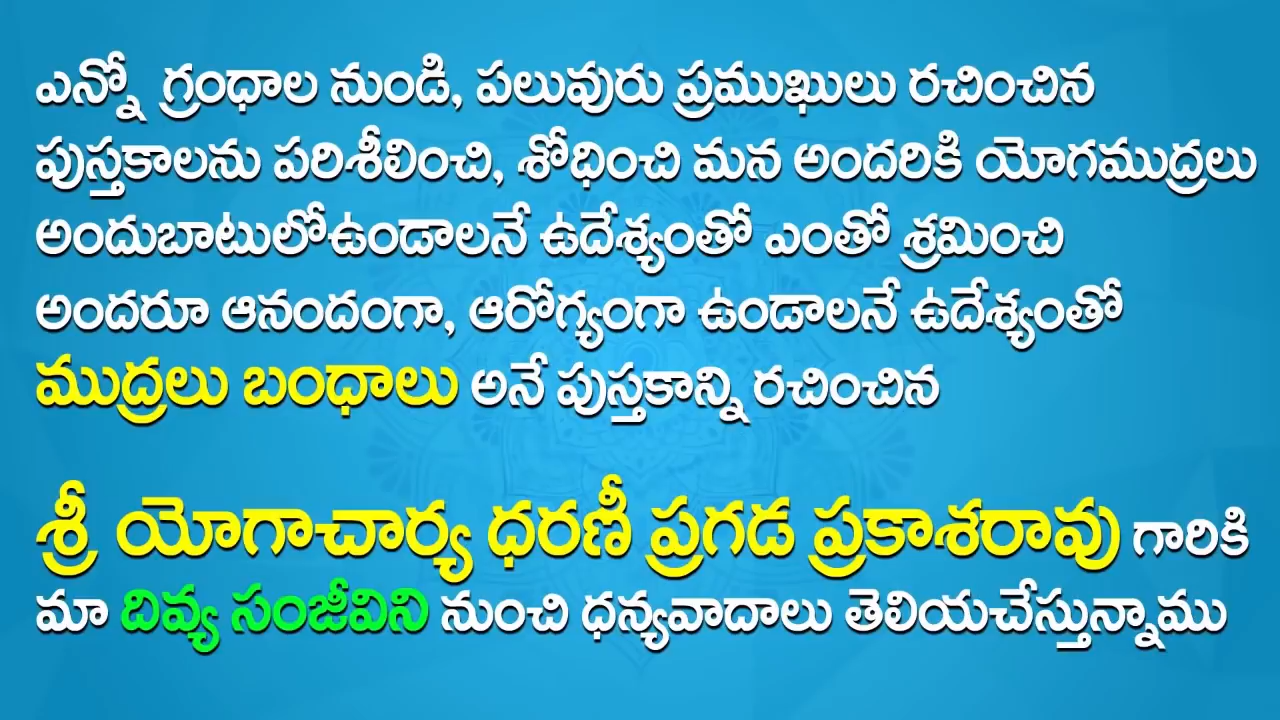 ఎన్నో గ్రంధాల నుండి, పలువురు ప్రముఖులు రచించిన
పుస్తకాలను పరిశీలించి, శోధించి మన అందరికి యోగముద్రలు
అందుబాటులోఉండాలనే ఉదేశ్యంతో ఎంతో శ్రమించి
అందరూ ఆనందంగా, ఆరోగ్యంగా ఉండాలనే ఉదేశ్యంతో
ముద్రలు బంధాలు అనే పుస్తకాన్ని రచించిన
శ్రీ యోగాచార్య ధరణీ ప్రగడ ప్రకాశరావు గారికి
మా దివ్య సంజీవిని నుంచి ధన్యవాదాలు తెలియచేస్తున్నాము